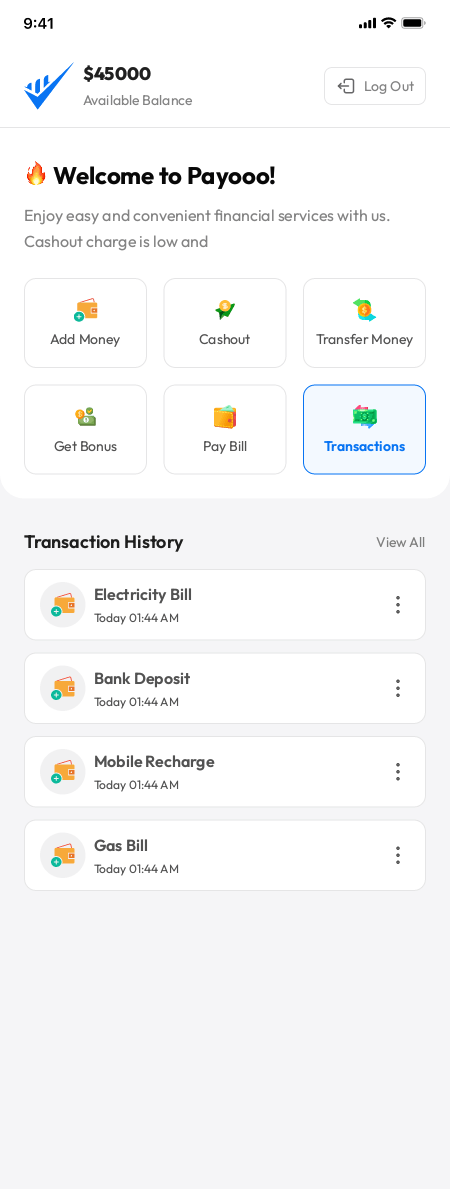 9:41
$45000
Available Balance
Log Out
Welcome to Payooo!
Enjoy easy and convenient financial services with us.
Cashout charge is low and
Add Money
Cashout
Transfer Money
Get Bonus
Pay Bill
Transactions
Transaction History
View All
Electricity Bill
Today 01:44 AM
Bank Deposit
Today 01:44 AM
Mobile Recharge
Today 01:44 AM
Gas Bill
Today 01:44 AM